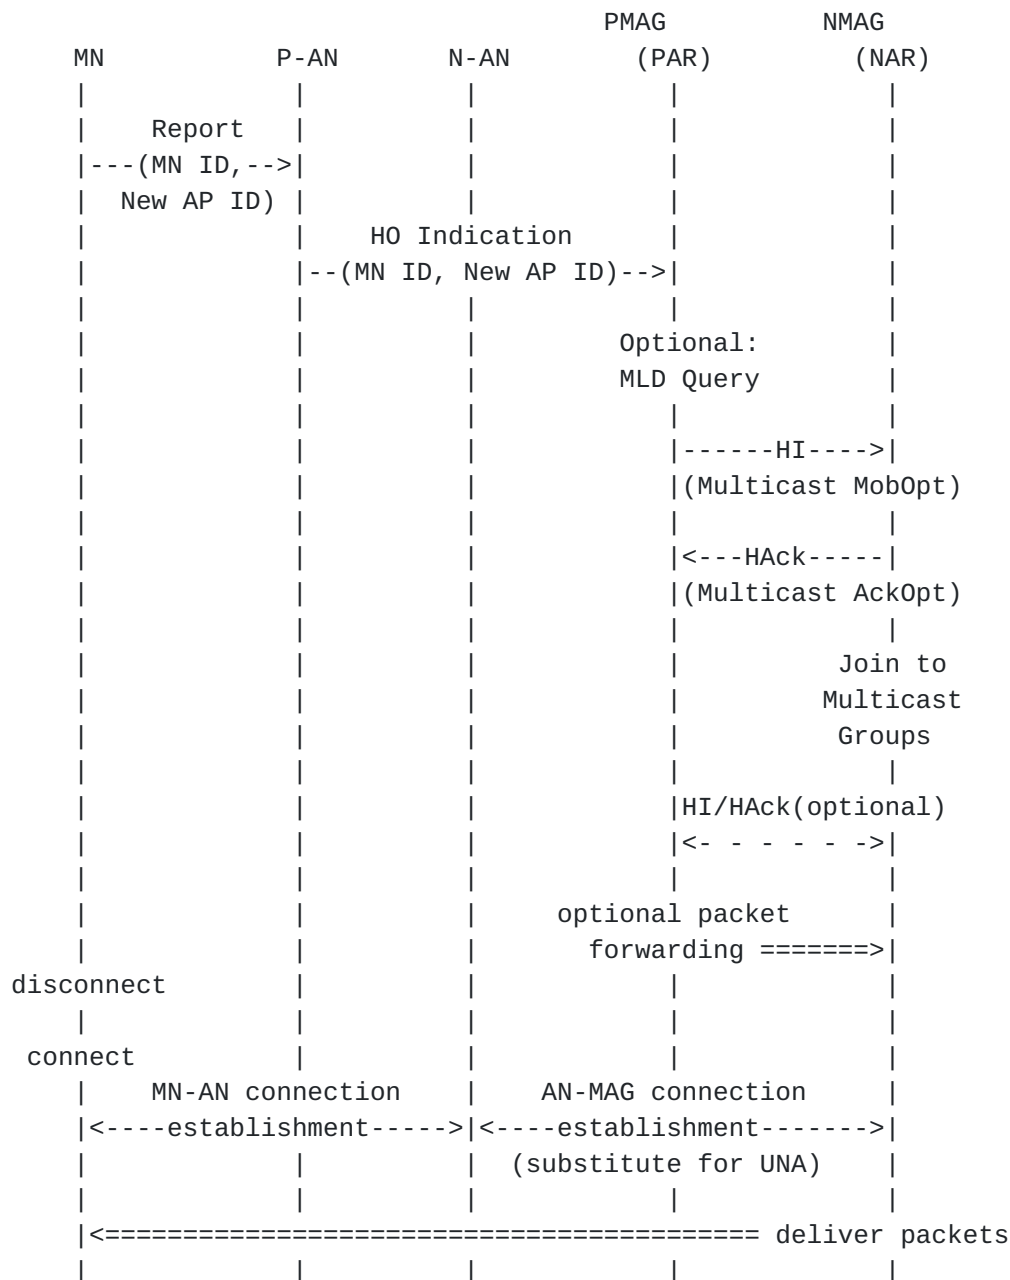 PMAG          NMAG
    MN           P-AN       N-AN        (PAR)         (NAR)
    |             |          |            |             |
    |    Report   |          |            |             |
    |---(MN ID,-->|          |            |             |
    |  New AP ID) |          |            |             |
    |             |    HO Indication      |             |
    |             |--(MN ID, New AP ID)-->|             |
    |             |          |            |             |
    |             |          |         Optional:        |
    |             |          |         MLD Query        |
    |             |          |            |             |
    |             |          |            |------HI---->|
    |             |          |            |(Multicast MobOpt)
    |             |          |            |             |
    |             |          |            |<---HAck-----|
    |             |          |            |(Multicast AckOpt)
    |             |          |            |             |
    |             |          |            |          Join to
    |             |          |            |         Multicast
    |             |          |            |          Groups
    |             |          |            |             |
    |             |          |            |HI/HAck(optional)
    |             |          |            |<- - - - - ->|
    |             |          |            |             |
    |             |          |     optional packet      |
    |             |          |       forwarding =======>|
disconnect        |          |            |             |
    |             |          |            |             |
 connect          |          |            |             |
    |    MN-AN connection    |    AN-MAG connection     |
    |<----establishment----->|<----establishment------->|
    |             |          |  (substitute for UNA)    |
    |             |          |            |             |
    |<========================================== deliver packets
    |             |          |            |             |